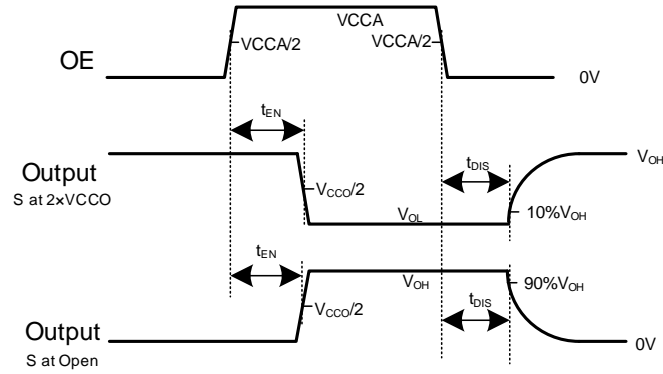 VCCA
OE
VCCA/2
VCCA/2
0V
tEN
Output
S at 2×VCCO
VCCO/2
VOL
tDIS
VOH
10%VOH
tEN
VOH
90%VOH
Output
S at Open
VCCO/2
tDIS
0V